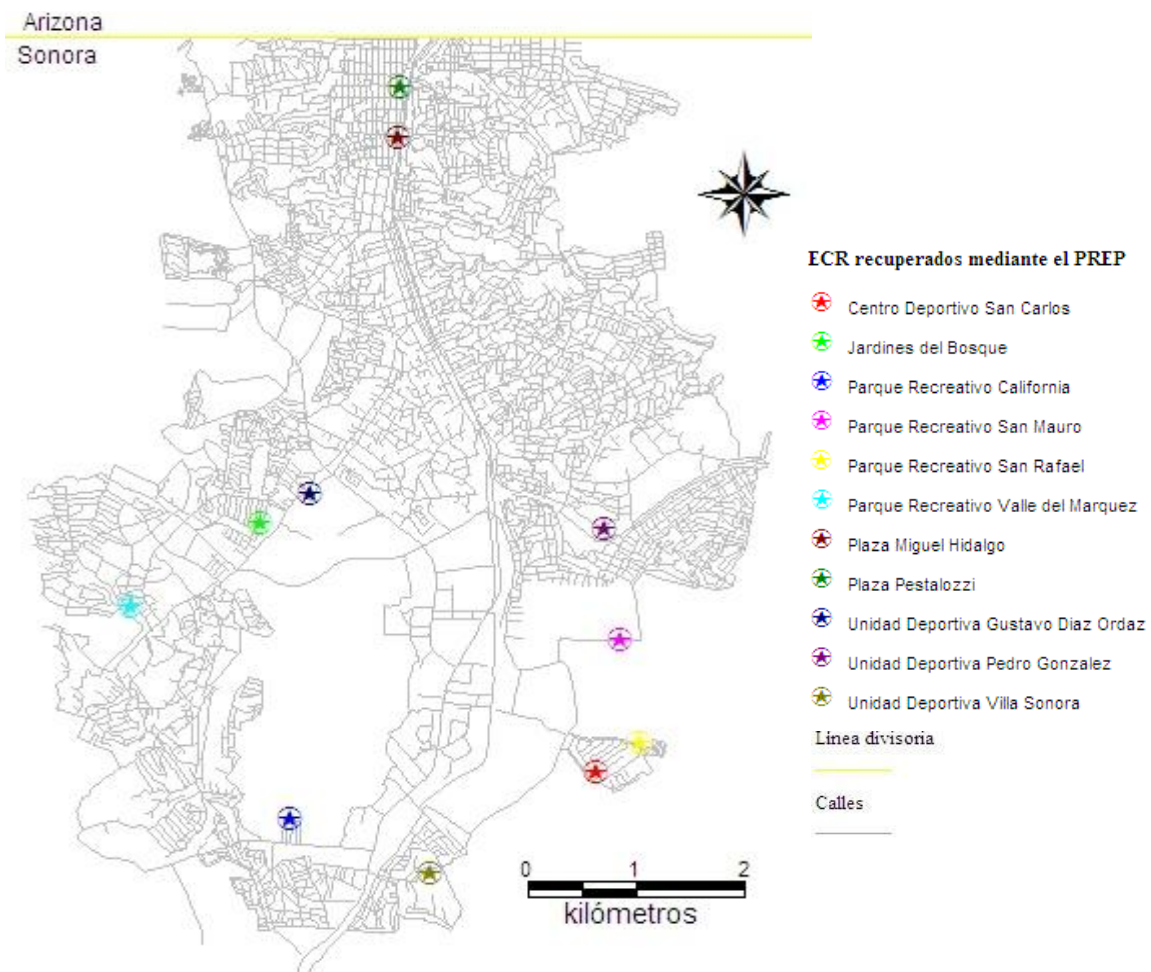 Arizona
Sonora
ECR recuperados mediante el PREP
Centro Deportivo San Carlos
Jardines del Bosque
Parque Recreativo California
Parque Recreativo San Mauro
Parque Recreativo San Rafael
Parque Recreativo Valle del Marquez
Plaza Miguel Hidalgo
Plaza Pestalozzi
Unidad Deportiva Gustavo Diaz Ordaz
Unidad Deportiva Pedro Gonzalez
Unidad Deportiva Villa Sonora
Linea divisoria
Calles
0 1 2
kilómetros